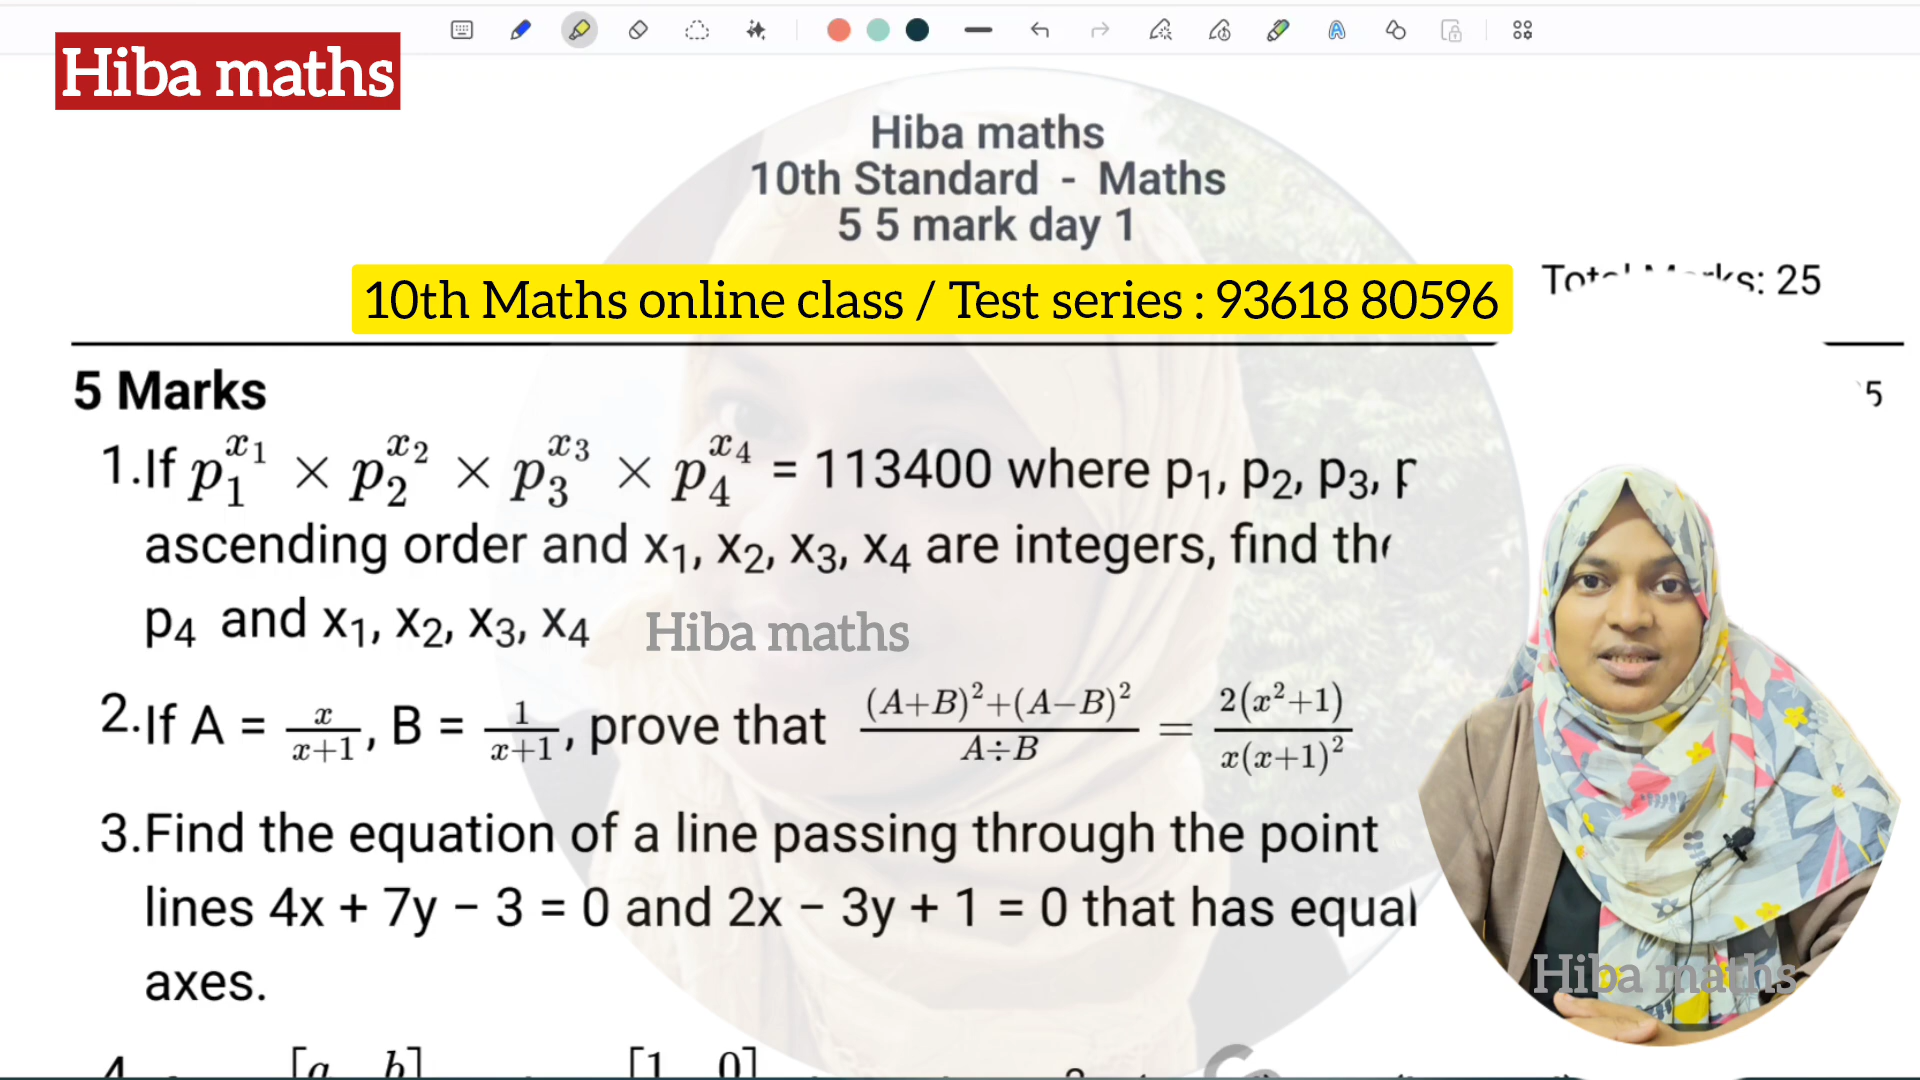 Hiba maths
Hiba maths
10th Standard - Maths
5 5 mark day 1
10th Maths online class / Test series : 93618 80596
: 25
5 Marks
5
1.If p₁^x₁ × p₂^x₂ × p₃^x₃ × p₄^x₄ = 113400 where p₁, p₂, p₃,
ascending order and x₁, x₂, x₃, x₄ are integers, find
p₄ and x₁, x₂, x₃, x₄
Hiba maths
2.If A = x/(x+1), B = 1/(x+1), prove that ((A+B)²+(A−B)²)/(A÷B) = 2(x²+1)/(x(x+1)²)
3.Find the equation of a line passing through the point
lines 4x + 7y − 3 = 0 and 2x − 3y + 1 = 0 that has equal
axes.
Hiba maths